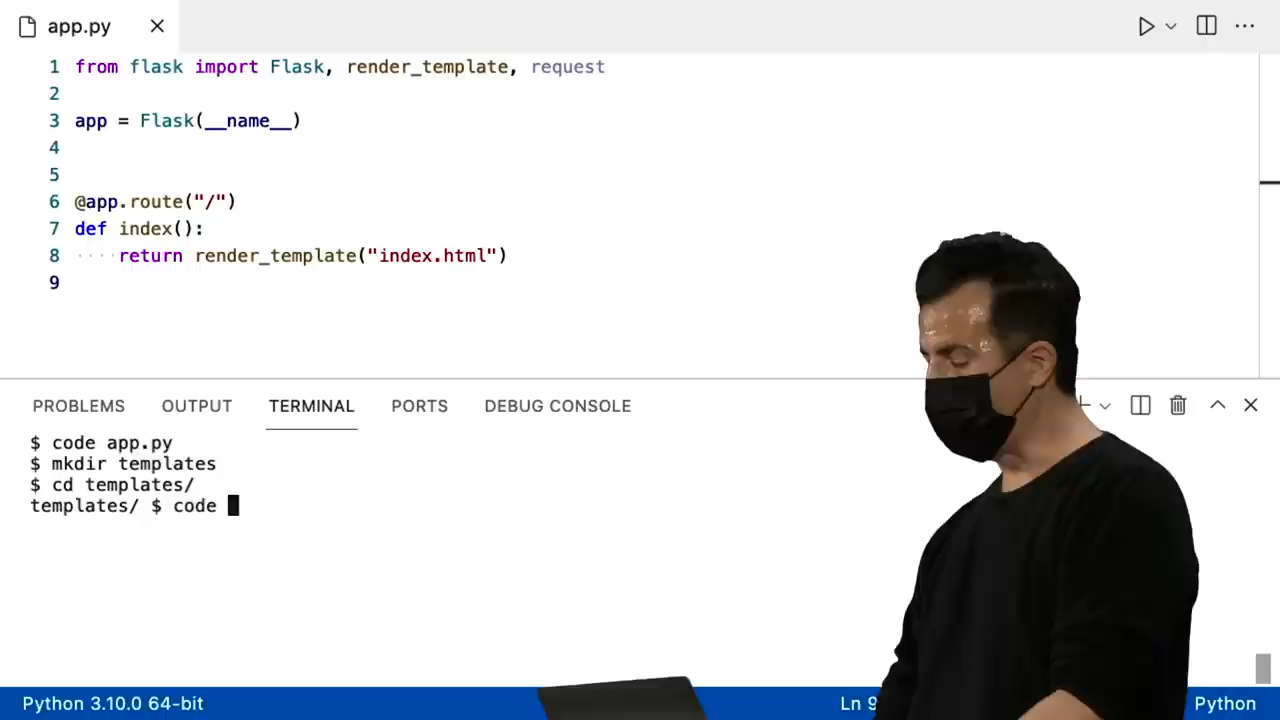 app.py
1 from flask import Flask, render_template, request
2
3 app = Flask(__name__)
4
5
6 @app.route("/")
7 def index():
8 ····return render_template("index.html")
9
PROBLEMS OUTPUT TERMINAL PORTS DEBUG CONSOLE
$ code app.py
$ mkdir templates
$ cd templates/
templates/ $ code
Python 3.10.0 64-bit Ln 9 Python